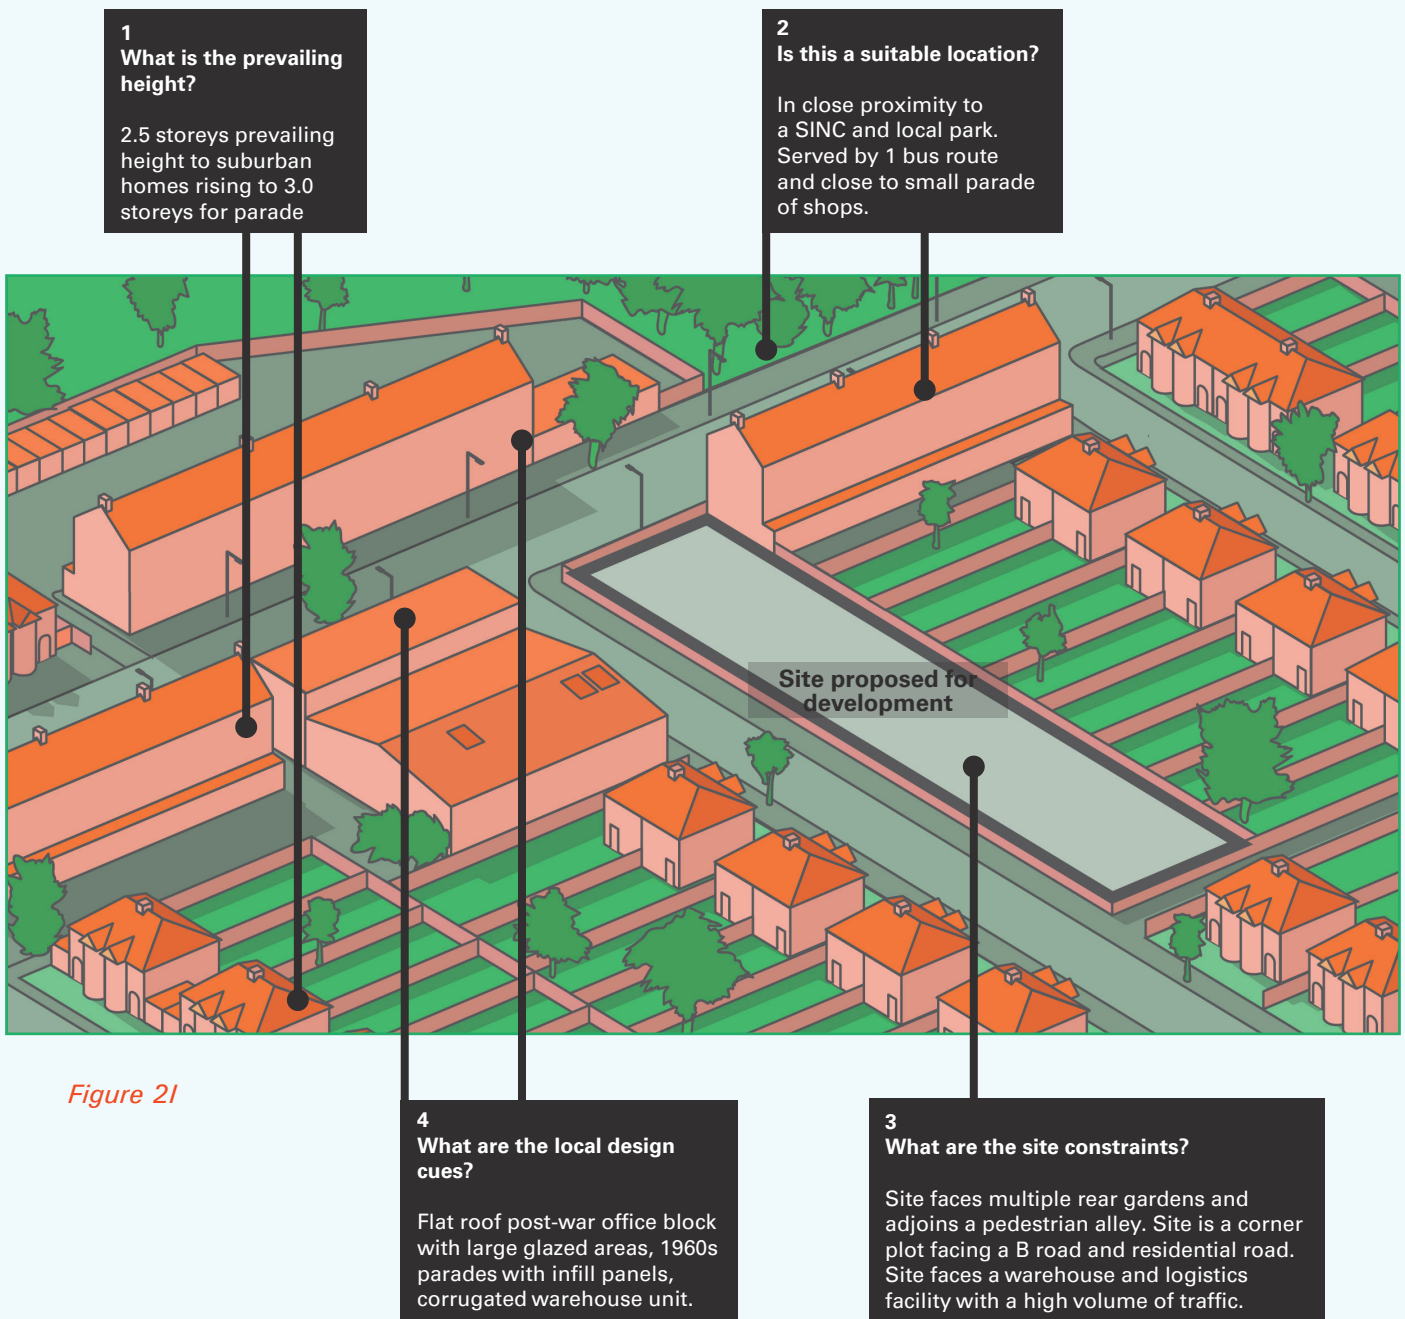 1
What is the prevailing
height?
2.5 storeys prevailing
height to suburban
homes rising to 3.0
storeys for parade
2
Is this a suitable location?
In close proximity to
a SINC and local park.
Served by 1 bus route
and close to small parade
of shops.
Site proposed for
development
Figure 2I
4
What are the local design
cues?
Flat roof post-war office block
with large glazed areas, 1960s
parades with infill panels,
corrugated warehouse unit.
3
What are the site constraints?
Site faces multiple rear gardens and
adjoins a pedestrian alley. Site is a corner
plot facing a B road and residential road.
Site faces a warehouse and logistics
facility with a high volume of traffic.